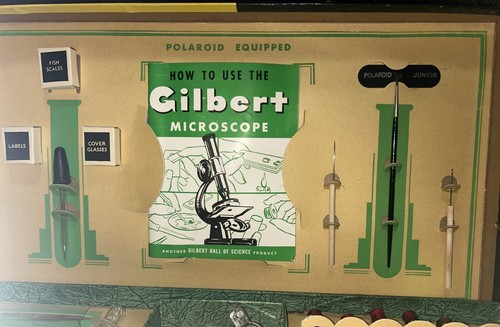 POLAROID EQUIPPED
HOW TO USE THE
Gilbert
MICROSCOPE
ANOTHER GILBERT HALL OF SCIENCE PRODUCT
FISH
SCALES
LABELS
COVER
GLASSES
POLAROID JUNIOR